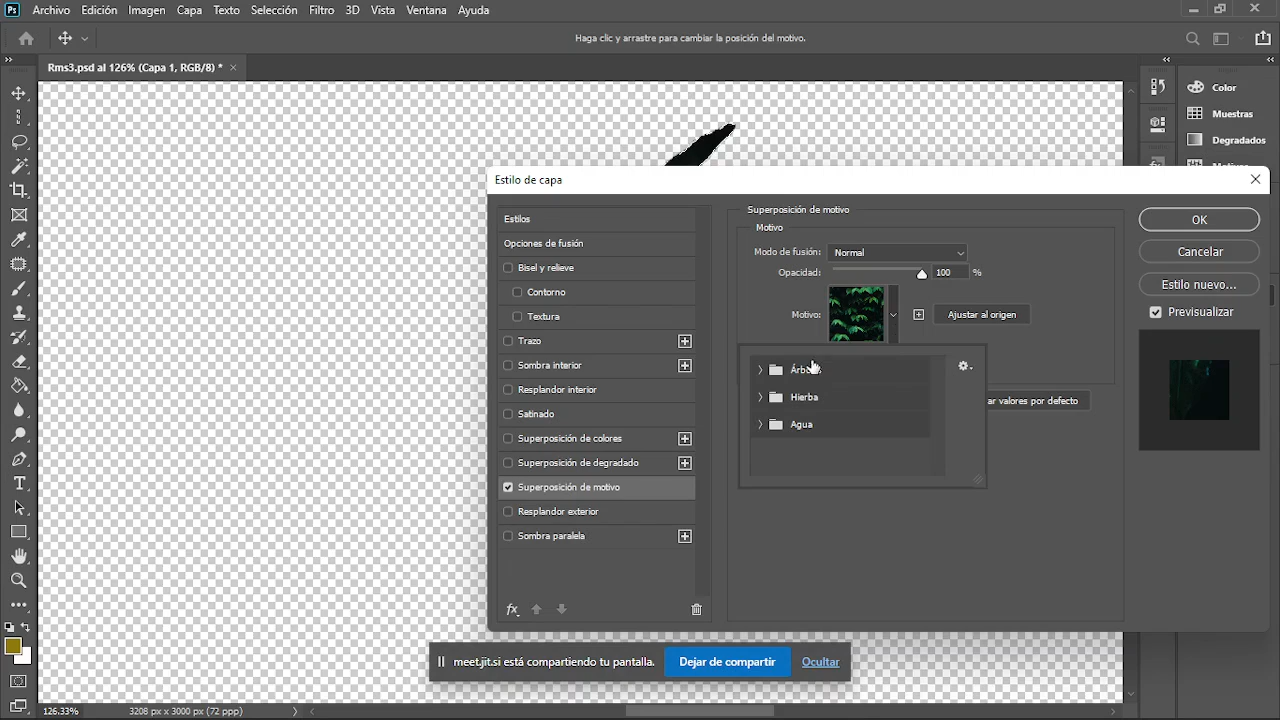 Ps Archivo Edición Imagen Capa Texto Selección Filtro 3D Vista Ventana Ayuda
Haga clic y arrastre para cambiar la posición del motivo.
Rms3.psd al 126% (Capa 1, RGB/8) *
Color
Muestras
Degradados
Estilo de capa
Estilos
Opciones de fusión
Bisel y relieve
Contorno
Textura
Trazo
Sombra interior
Resplandor interior
Satinado
Superposición de colores
Superposición de degradado
Superposición de motivo
Resplandor exterior
Sombra paralela
fx
Superposición de motivo
Motivo
Modo de fusión: Normal
Opacidad: 100 %
Motivo: Ajustar al origen
Hierba
Agua
ar valores por defecto
OK
Cancelar
Estilo nuevo...
Previsualizar
meet.jit.si está compartiendo tu pantalla. Dejar de compartir Ocultar
126.33% 3208 px x 3000 px (72 ppp)